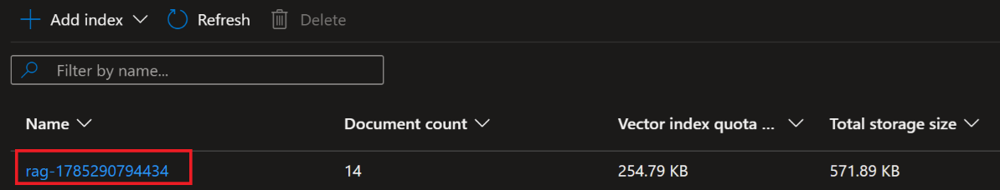 Add index Refresh Delete
Filter by name...
Name Document count Vector index quota ... Total storage size
rag-1785290794434 14 254.79 KB 571.89 KB